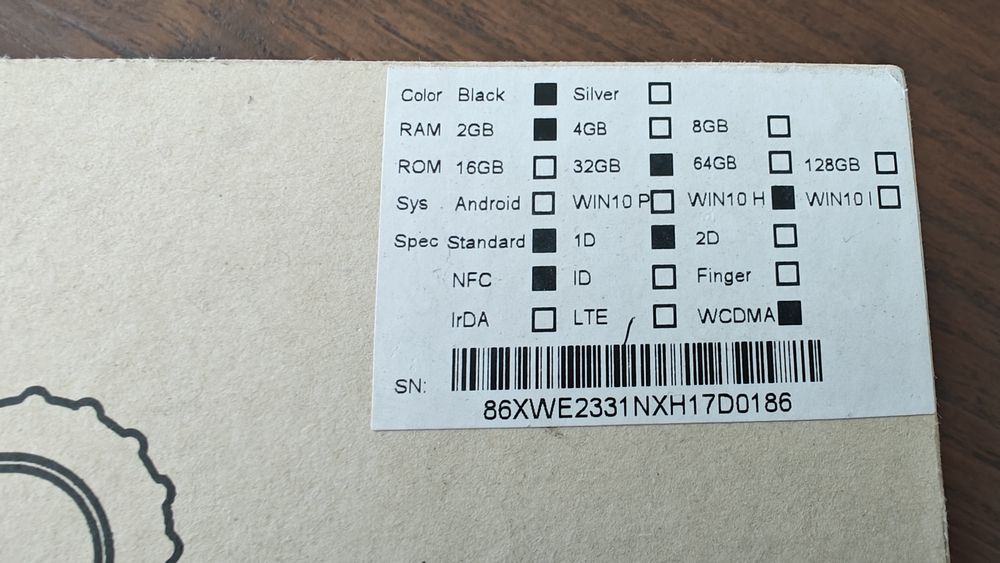 Color Black ■ Silver □
RAM 2GB ■ 4GB □ 8GB □
ROM 16GB □ 32GB ■ 64GB □ 128GB □
Sys Android □ WIN10 P □ WIN10 H ■ WIN10 I □
Spec Standard ■ 1D ■ 2D □
NFC ■ ID □ Finger □
IrDA □ LTE □ WCDMA ■
SN:
86XWE2331NXH17D0186